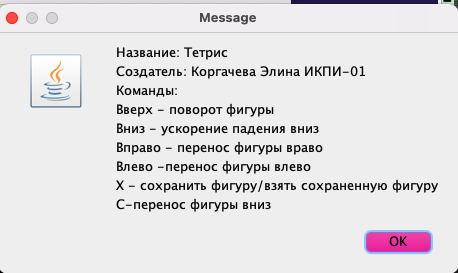 Message
Название: Тетрис
Создатель: Коргачева Элина ИКПИ-01
Команды:
Вверх - поворот фигуры
Вниз - ускорение падения вниз
Вправо - перенос фигуры враво
Влево -перенос фигуры влево
X - сохранить фигуру/взять сохраненную фигуру
C-перенос фигуры вниз
OK